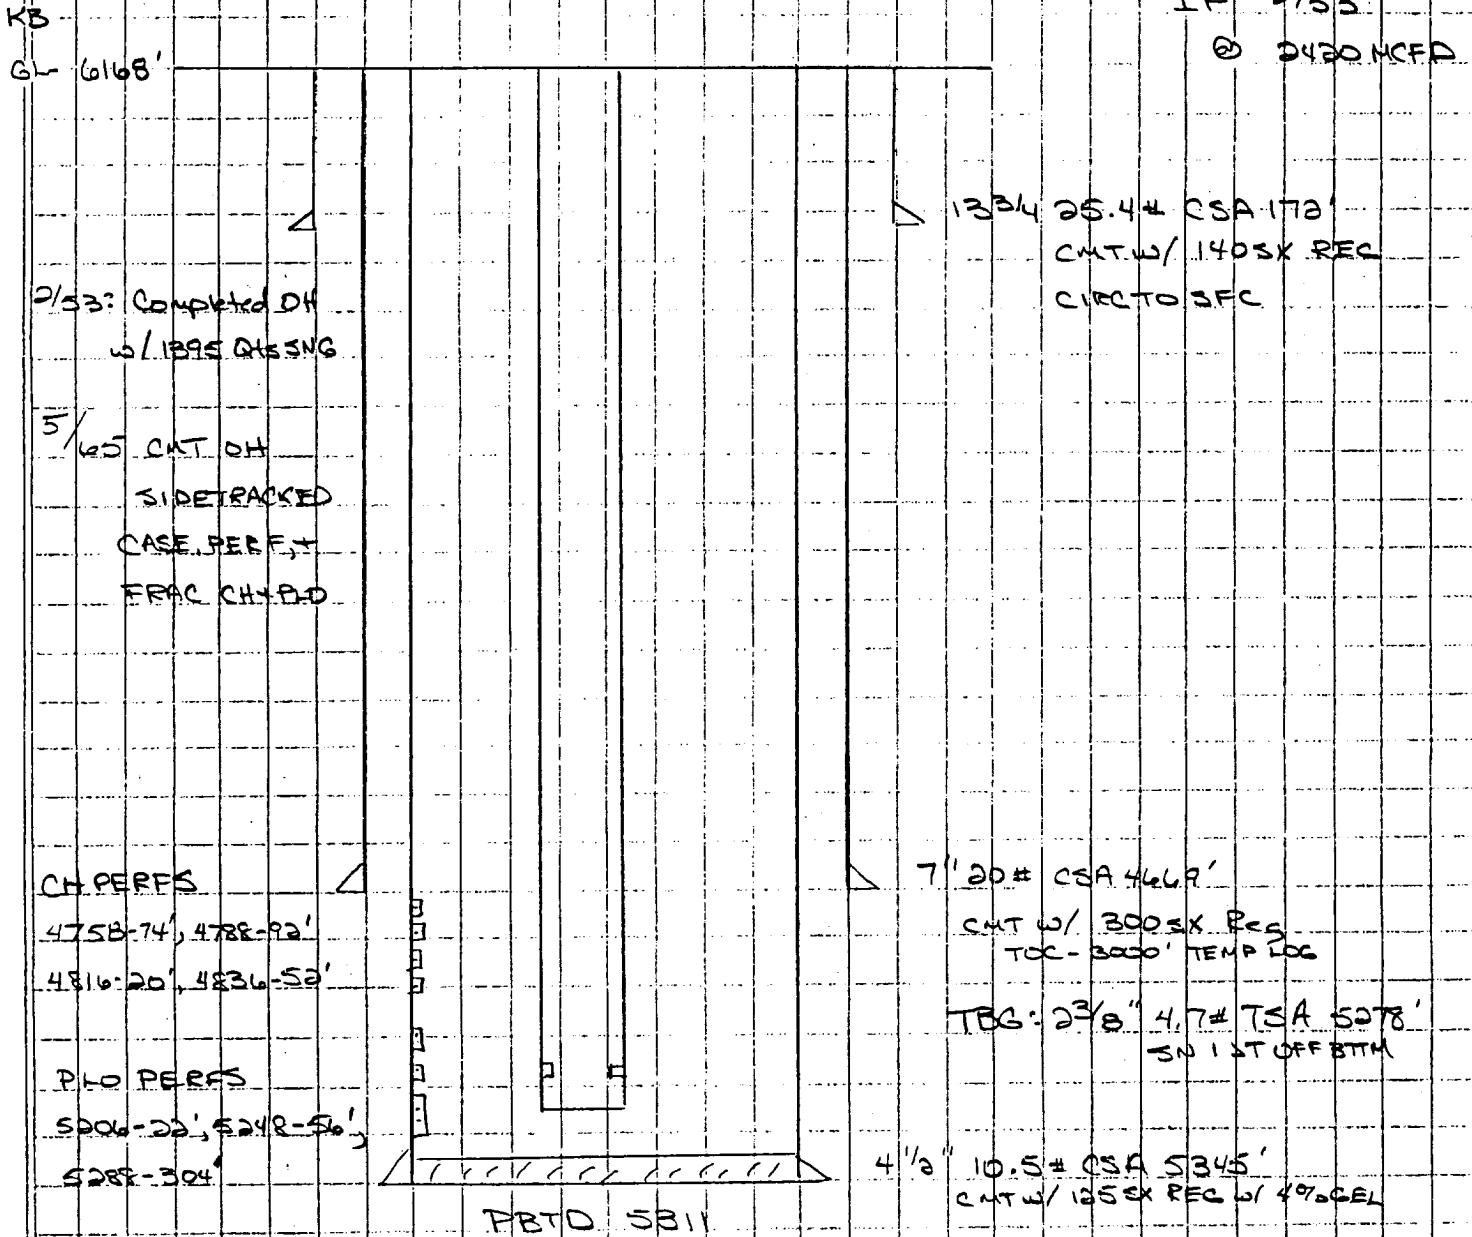 KB
GL 6168'
@ 2420 MCFD
13 3/4 25.4# CSA 172'
CMT W/ 140 SX REG
CIRC TO SFC
2/53: Completed OH
w/ 1895 Qts SNG
5/65 CMT OH
SIDETRACKED
CASE, PERF, +
FRAC CH + PLO
CH PERFS
4758-74', 4788-92'
4816-20', 4836-52'
7" 20# CSA 4669'
CMT W/ 300 SX Reg
TOC - 3000' TEMP LOG
TBG: 2 3/8" 4.7# TSA 5278'
SN 1 JT OFF BTTM
PLO PERFS
5206-22', 5248-56',
5288-304'
4 1/2" 10.5# CSA 5345'
CMT W/ 125 SX REG W/ 4% GEL
PBTD 5311